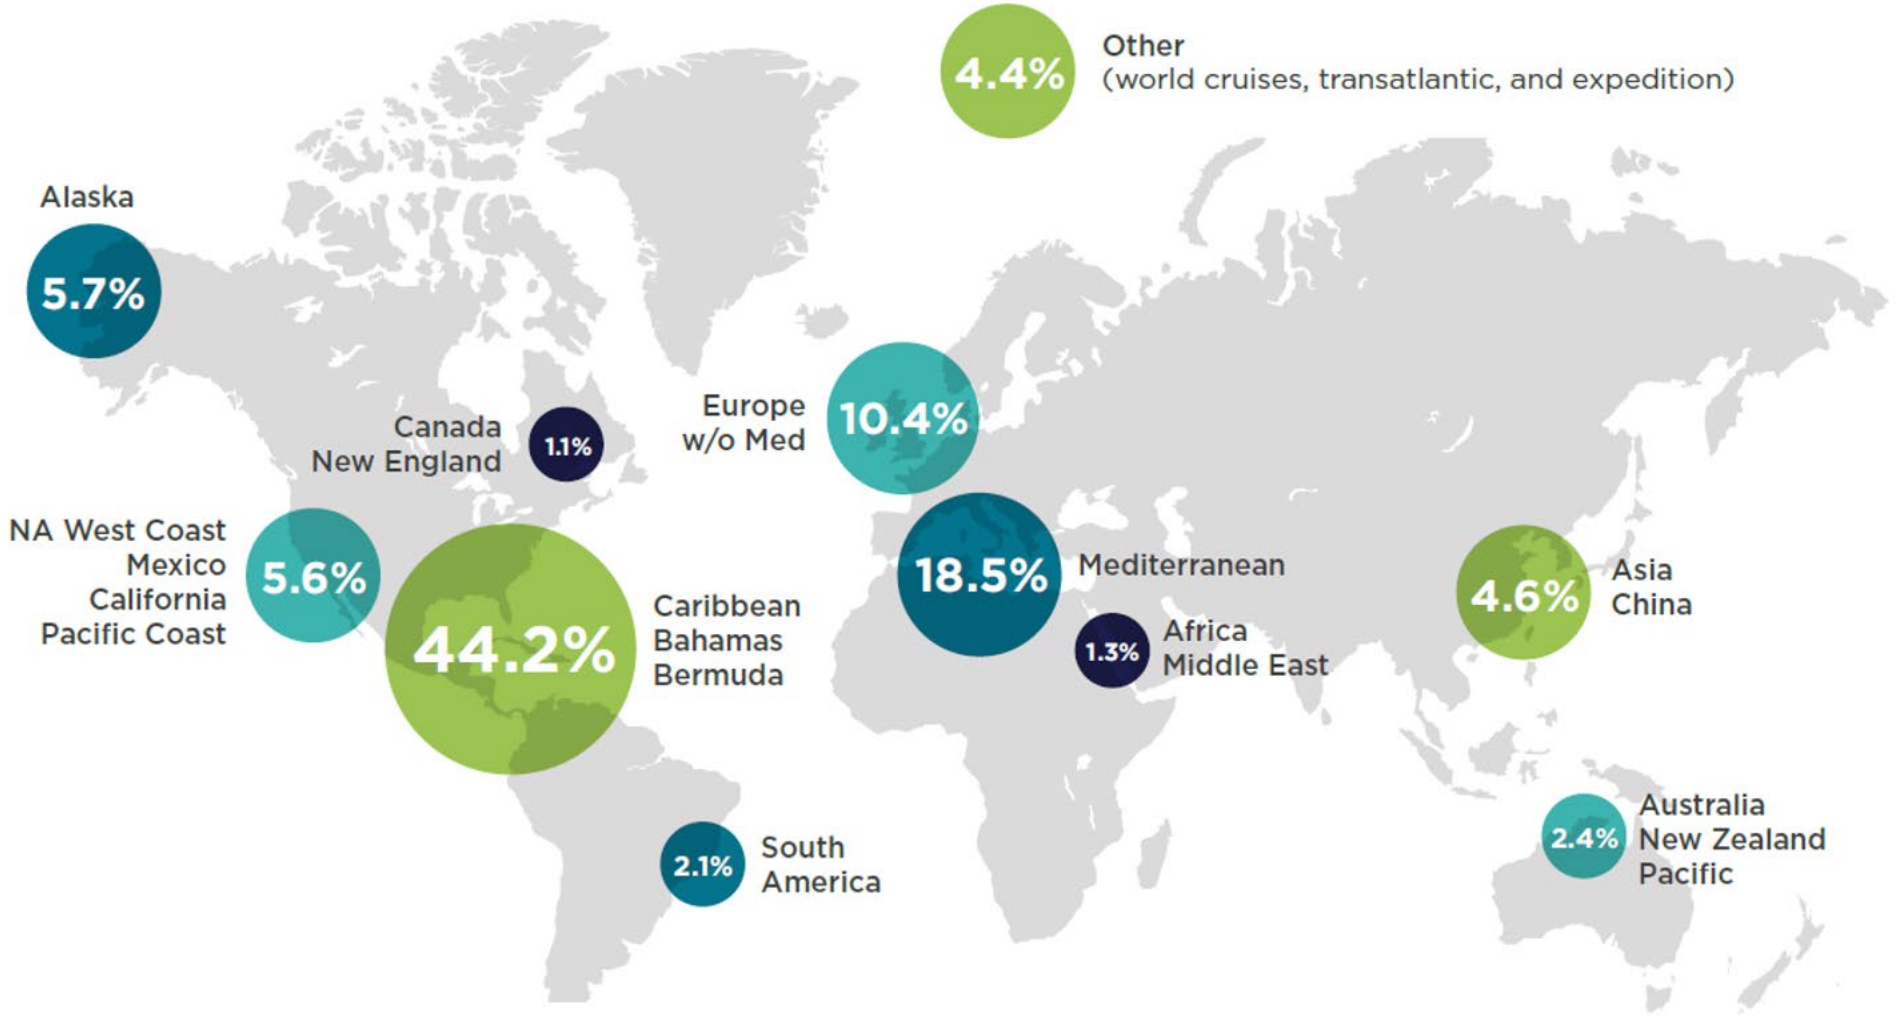 4.4%
Other
(world cruises, transatlantic, and expedition)
Alaska
5.7%
Canada
New England
1.1%
Europe
w/o Med
10.4%
NA West Coast
Mexico
California
Pacific Coast
5.6%
44.2%
Caribbean
Bahamas
Bermuda
18.5%
Mediterranean
1.3%
Africa
Middle East
4.6%
Asia
China
2.1%
South
America
2.4%
Australia
New Zealand
Pacific